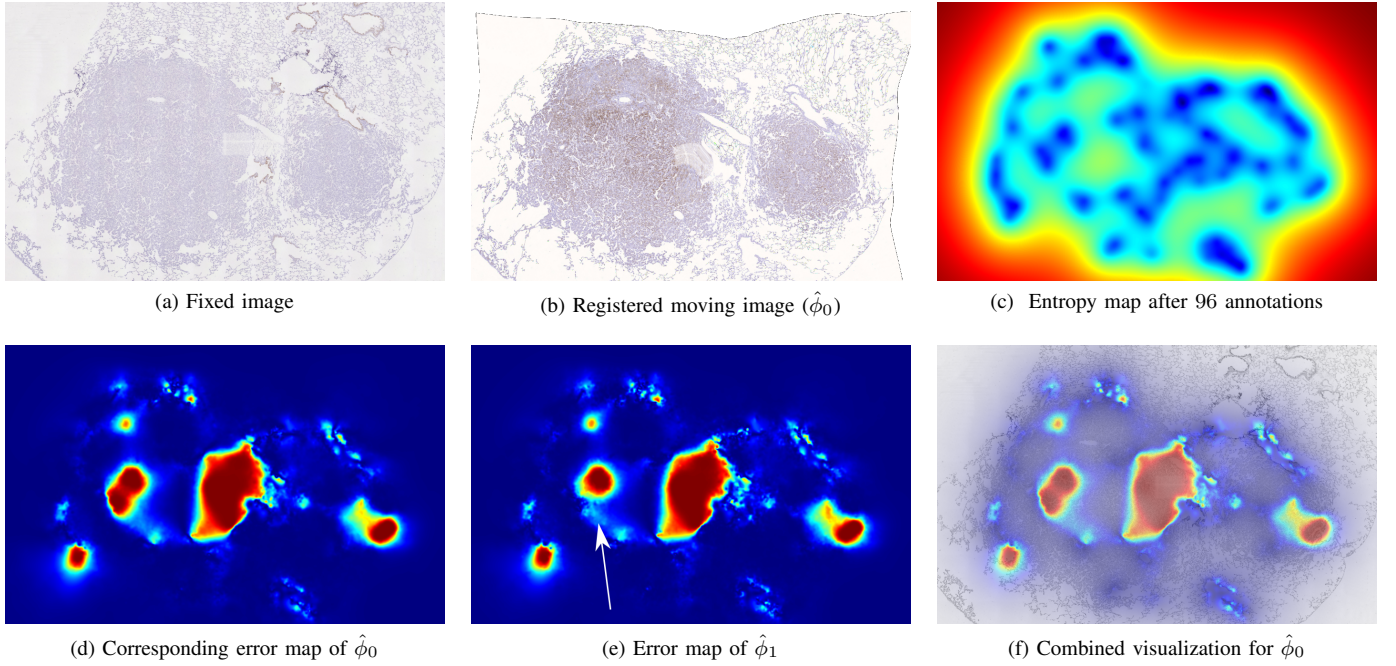 (a) Fixed image
(b) Registered moving image (ϕ̂₀)
(c) Entropy map after 96 annotations
(d) Corresponding error map of ϕ̂₀
(e) Error map of ϕ̂₁
(f) Combined visualization for ϕ̂₀